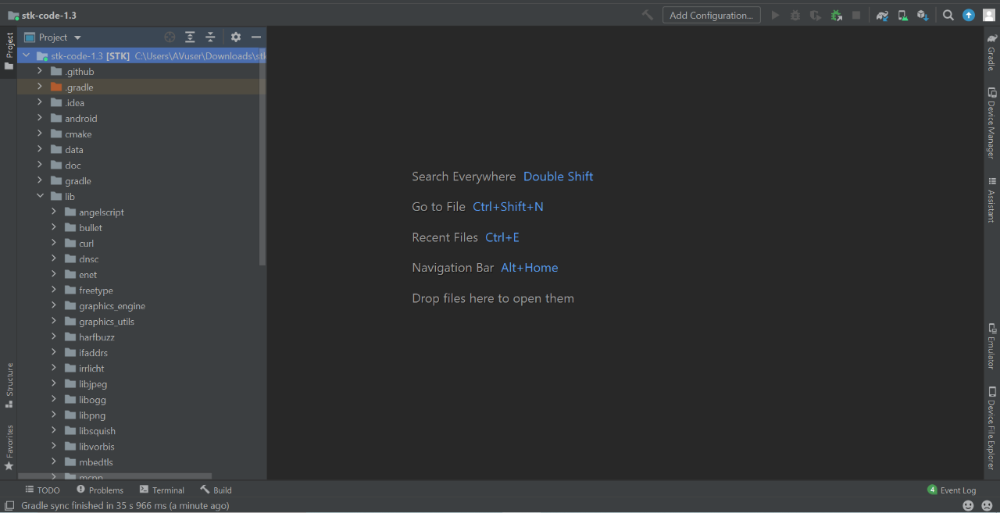 stk-code-1.3
Add Configuration...
Project
Project
stk-code-1.3 [STK] C:\Users\AVuser\Downloads\stk
.github
.gradle
.idea
android
cmake
data
doc
gradle
lib
angelscript
bullet
curl
dnsc
enet
freetype
graphics_engine
graphics_utils
harfbuzz
ifaddrs
irrlicht
libjpeg
libogg
libpng
libsquish
libvorbis
mbedtls
mcpp
Structure
Favorites
Search Everywhere Double Shift
Go to File Ctrl+Shift+N
Recent Files Ctrl+E
Navigation Bar Alt+Home
Drop files here to open them
Gradle
Device Manager
Assistant
Emulator
Device File Explorer
TODO Problems Terminal Build
4 Event Log
Gradle sync finished in 35 s 966 ms (a minute ago)